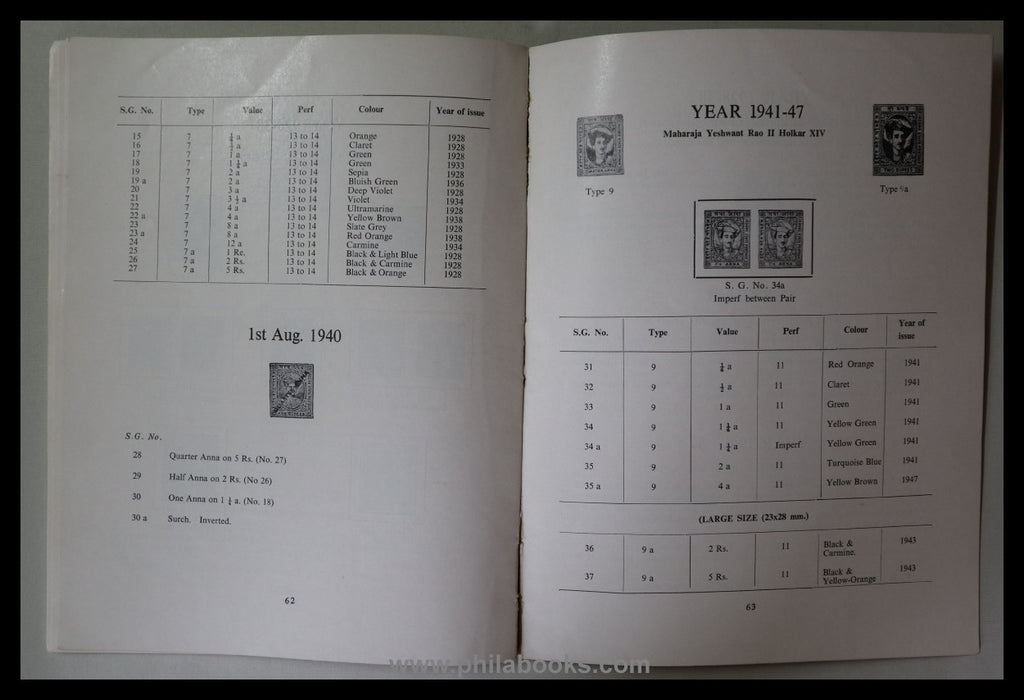 S.G. No. Type Value Perf Colour Year of issue
15 7 ¼ a 13 to 14 Orange 1928
16 7 ½ a 13 to 14 Claret 1928
17 7 1 a 13 to 14 Green 1928
18 7 1 ¼ a 13 to 14 Green 1933
19 7 2 a 13 to 14 Sepia 1928
19 a 7 2 a 13 to 14 Bluish Green 1936
20 7 3 a 13 to 14 Deep Violet 1928
21 7 3 ½ a 13 to 14 Violet 1934
22 7 4 a 13 to 14 Ultramarine 1928
22 a 7 4 a 13 to 14 Yellow Brown 1938
23 7 8 a 13 to 14 Slate Grey 1928
23 a 7 8 a 13 to 14 Red Orange 1938
24 7 12 a 13 to 14 Carmine 1934
25 7 a 1 Re. 13 to 14 Black & Light Blue 1928
26 7 a 2 Rs. 13 to 14 Black & Carmine 1928
27 7 a 5 Rs. 13 to 14 Black & Orange 1928
1st Aug. 1940
S.G. No.
28 Quarter Anna on 5 Rs. (No. 27)
29 Half Anna on 2 Rs. (No 26)
30 One Anna on 1 ¼ a. (No. 18)
30 a Surch. Inverted.
62
YEAR 1941-47
Maharaja Yeshwant Rao II Holkar XIV
Type 9
TWO RUPEES
Type 9/a
S. G. No. 34a
Imperf between Pair
S.G. No. Type Value Perf Colour Year of
issue
31 9 ¼ a 11 Red Orange 1941
32 9 ½ a 11 Claret 1941
33 9 1 a 11 Green 1941
34 9 1 ¼ a 11 Yellow Green 1941
34 a 9 1 ¼ a Imperf Yellow Green 1941
35 9 2 a 11 Turquoise Blue 1941
35 a 9 4 a 11 Yellow Brown 1947
(LARGE SIZE (23x28 mm.)
36 9 a 2 Rs. 11 Black & 1943
Carmine.
37 9 a 5 Rs. 11 Black & 1943
Yellow-Orange
63
www.philabooks.com